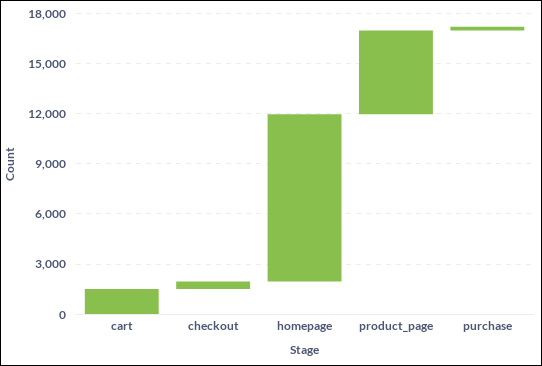 18,000
15,000
12,000
9,000
6,000
3,000
0
Count
cart checkout homepage product_page purchase
Stage